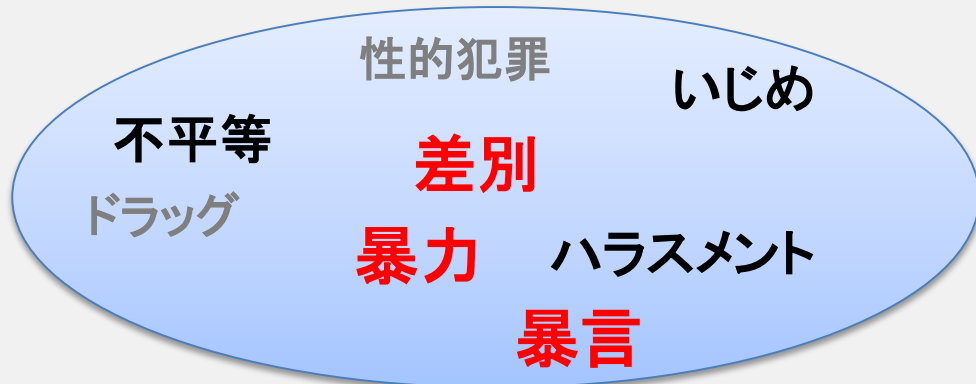 性的犯罪
いじめ
不平等
差別
ドラッグ
暴力
ハラスメント
暴言